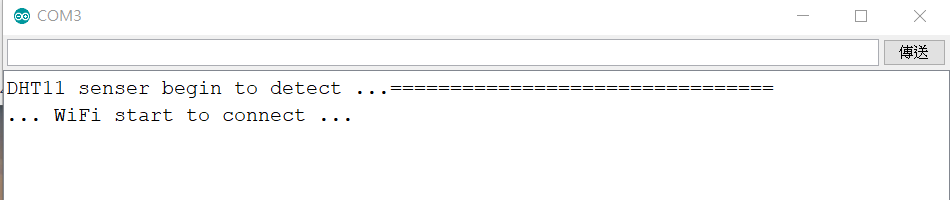 COM3
傳送
DHT11 senser begin to detect ...================================
... WiFi start to connect ...